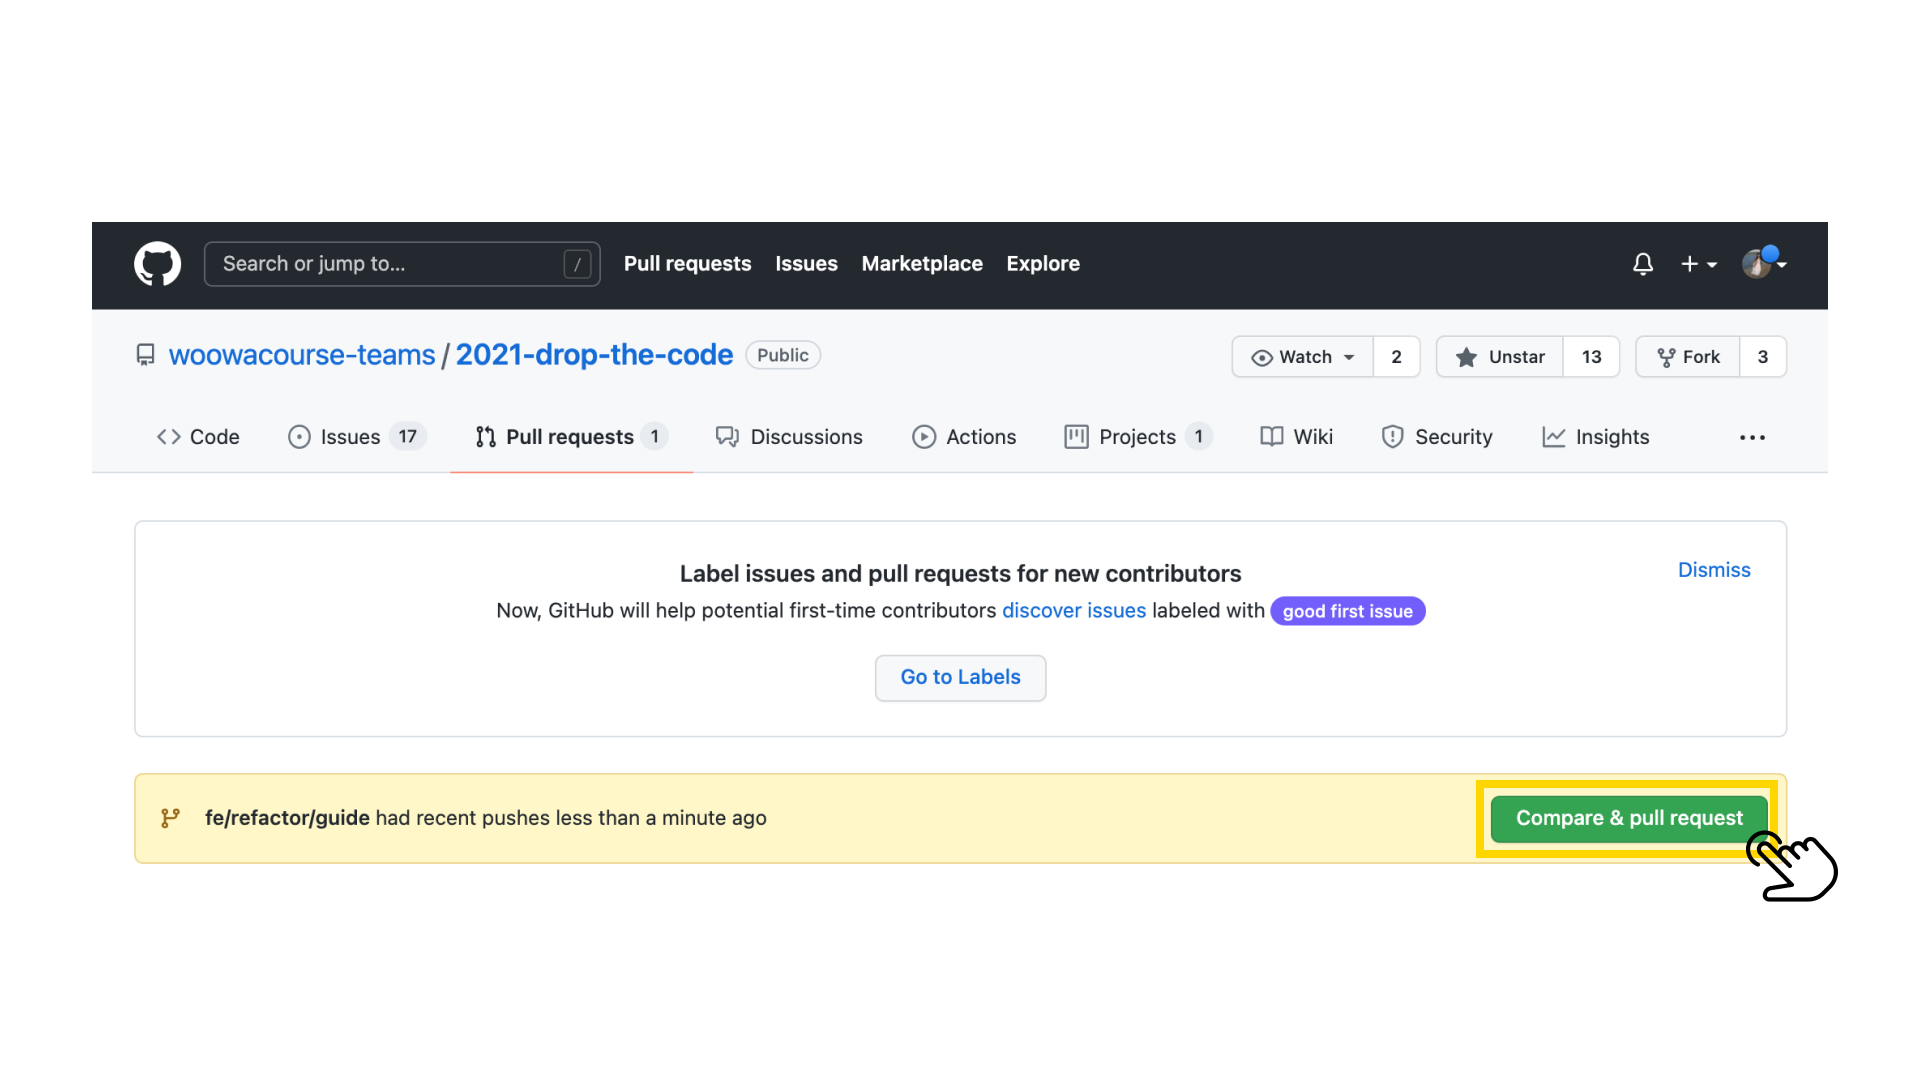 Search or jump to... / Pull requests Issues Marketplace Explore
woowacourse-teams / 2021-drop-the-code Public Watch 2 Unstar 13 Fork 3
Code Issues 17 Pull requests 1 Discussions Actions Projects 1 Wiki Security Insights ...
Label issues and pull requests for new contributors Dismiss
Now, GitHub will help potential first-time contributors discover issues labeled with good first issue
Go to Labels
fe/refactor/guide had recent pushes less than a minute ago Compare & pull request